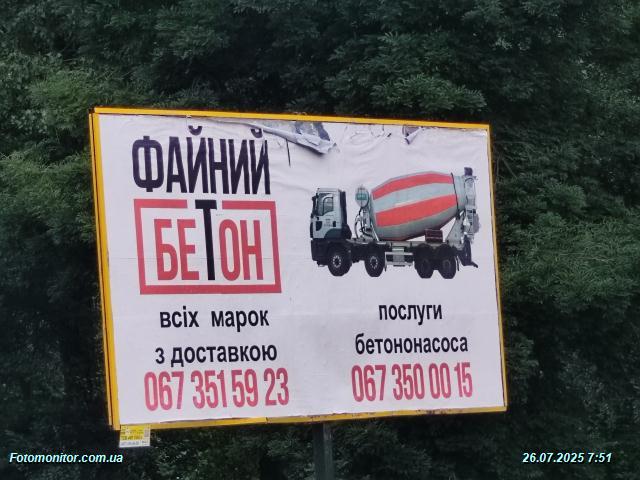 ФАЙНИЙ
БЕТОН
всіх марок
з доставкою
067 351 59 23
послуги
бетононасоса
067 350 00 15
Fotomonitor.com.ua
26.07.2025 7:51